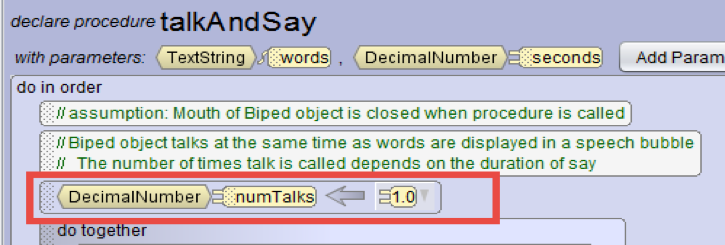 declare procedure talkAndSay
with parameters: TextString words , DecimalNumber seconds Add Param
do in order
// assumption: Mouth of Biped object is closed when procedure is called
// Biped object talks at the same time as words are displayed in a speech bubble
// The number of times talk is called depends on the duration of say
DecimalNumber numTalks 1.0
do together